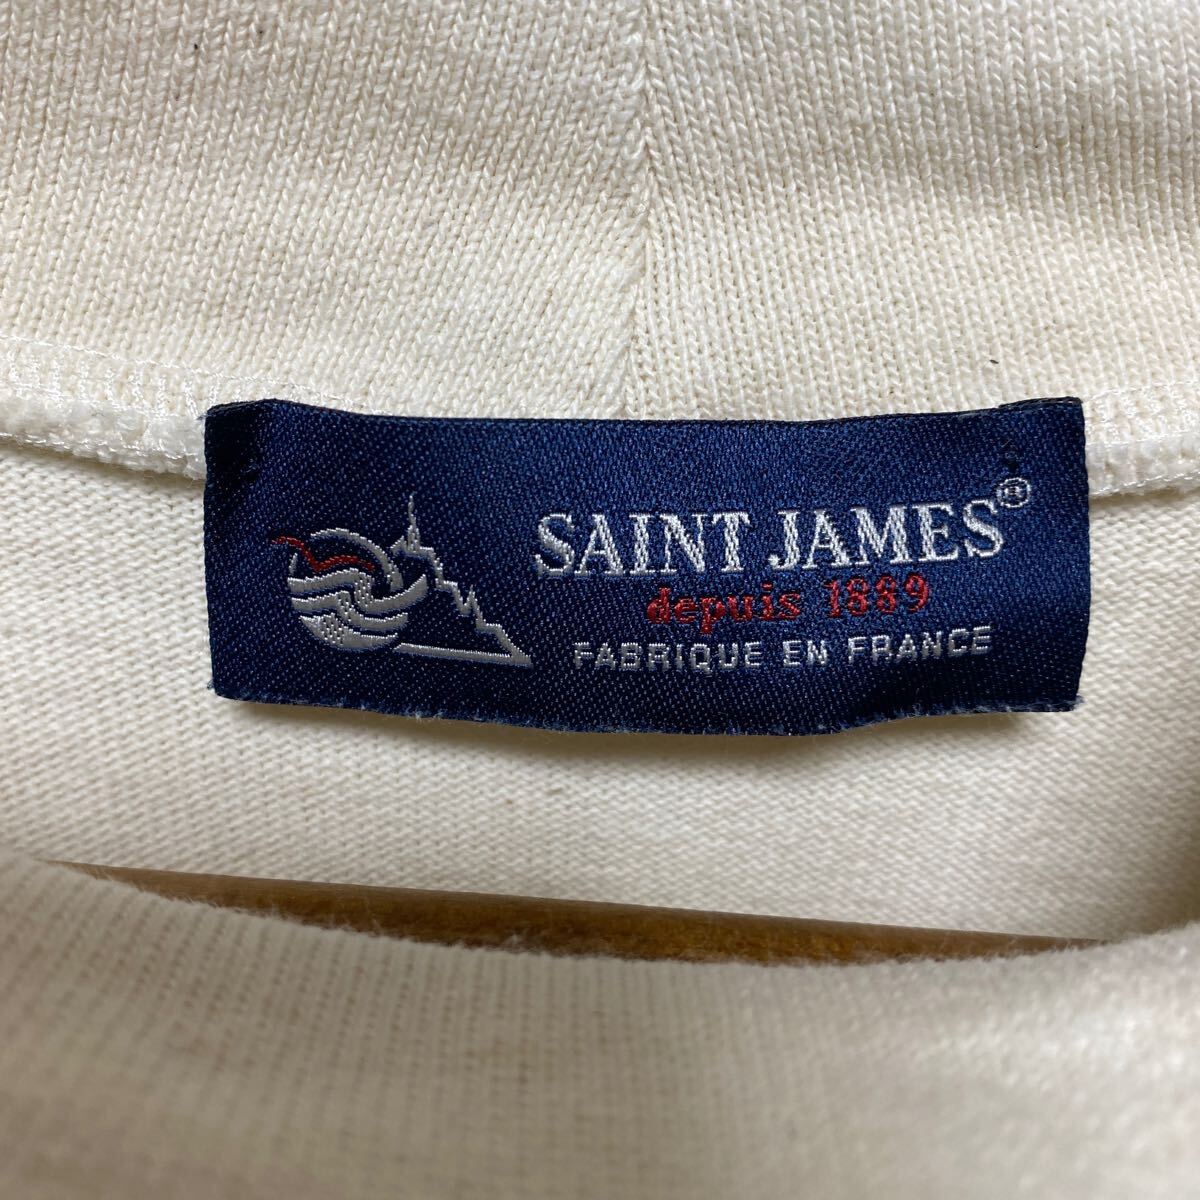 SAINT JAMES®
depuis 1889
FABRIQUE EN FRANCE